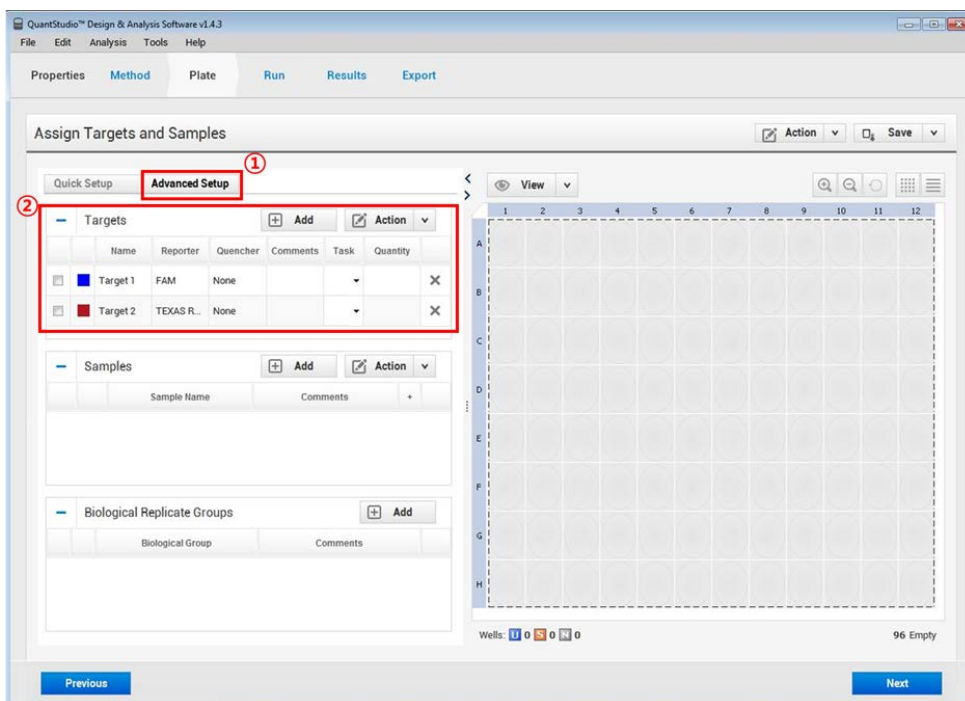 QuantStudio™ Design & Analysis Software v1.4.3
File Edit Analysis Tools Help
Properties Method Plate Run Results Export
Assign Targets and Samples
Action
Save
①
Quick Setup Advanced Setup
②
Targets
Add
Action
Name Reporter Quencher Comments Task Quantity
Target 1 FAM None
Target 2 TEXAS R... None
Samples
Add
Action
Sample Name Comments +
Biological Replicate Groups
Add
Biological Group Comments
View
1 2 3 4 5 6 7 8 9 10 11 12
A
B
C
D
E
F
G
H
Wells: U 0 S 0 N 0
96 Empty
Previous
Next